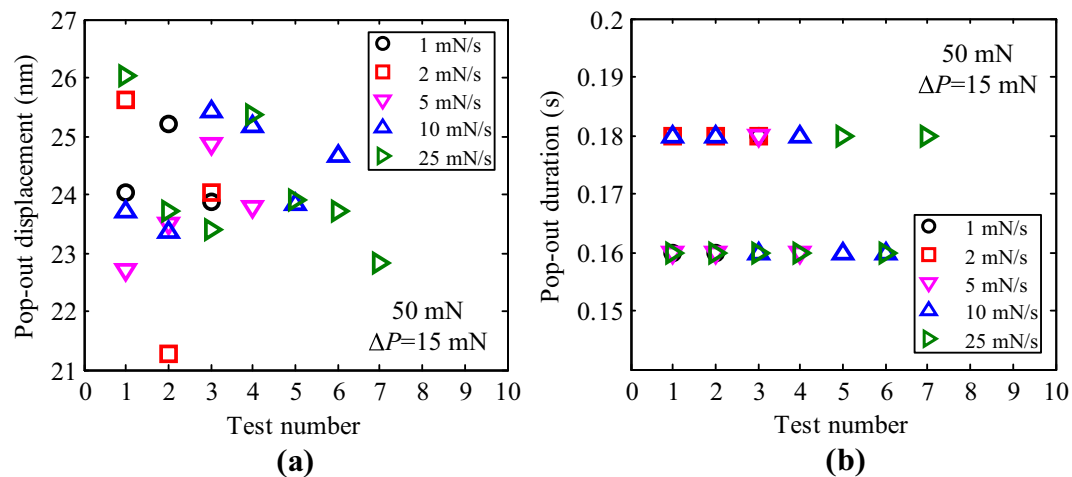 27
26
25
24
23
22
21
Pop-out displacement (nm)
1 mN/s
2 mN/s
5 mN/s
10 mN/s
25 mN/s
50 mN
ΔP=15 mN
0 1 2 3 4 5 6 7 8 9 10
Test number
(a)
0.2
0.19
0.18
0.17
0.16
0.15
Pop-out duration (s)
50 mN
ΔP=15 mN
1 mN/s
2 mN/s
5 mN/s
10 mN/s
25 mN/s
0 1 2 3 4 5 6 7 8 9 10
Test number
(b)